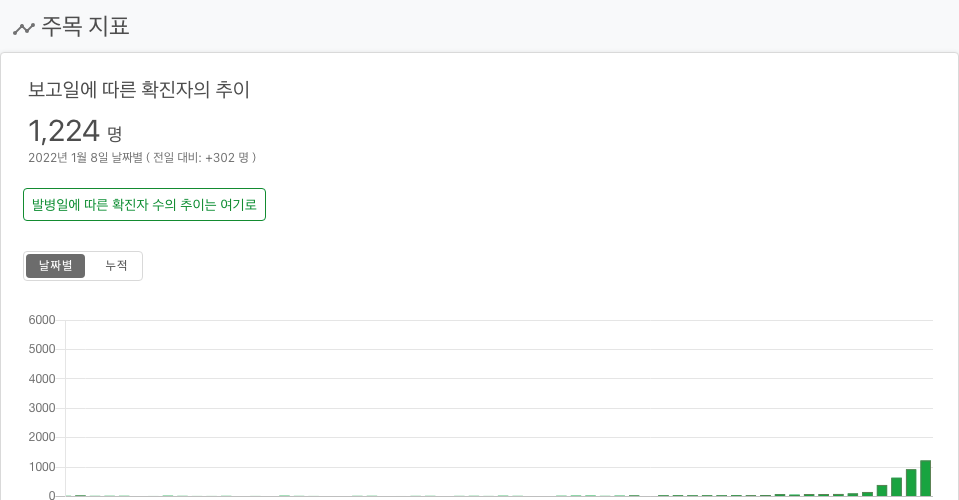 주목 지표
보고일에 따른 확진자의 추이
1,224 명
2022년 1월 8일 날짜별 ( 전일 대비: +302 명 )
발병일에 따른 확진자 수의 추이는 여기로
날짜별 누적
6000
5000
4000
3000
2000
1000
0